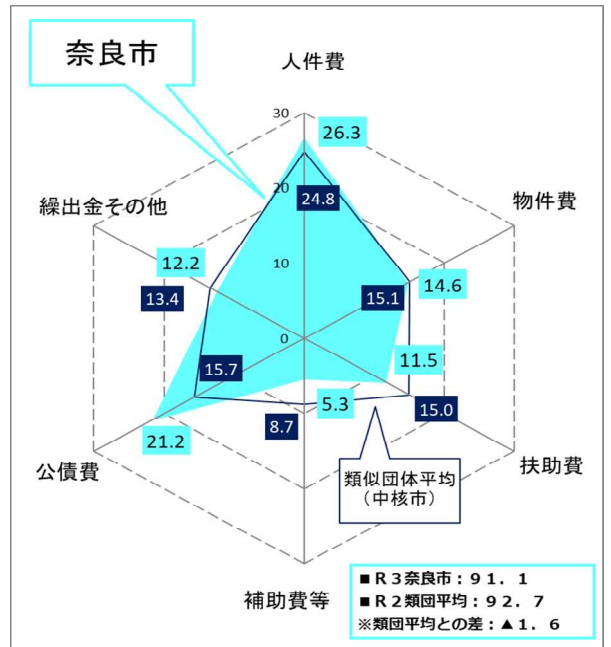 奈良市
人件費
30
26.3
20
24.8
物件費
繰出金その他
12.2
13.4
10
14.6
15.1
0
11.5
15.7
15.0
5.3
8.7
21.2
公債費
類似団体平均
（中核市）
扶助費
補助費等
■Ｒ３奈良市：９１．１
■Ｒ２類団平均：９２．７
※類団平均との差：▲１．６